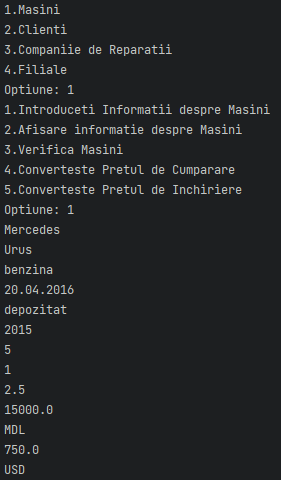 1.Masini
2.Clienti
3.Companiie de Reparatii
4.Filiale
Optiune: 1
1.Introduceti Informatii despre Masini
2.Afisare informatie despre Masini
3.Verifica Masini
4.Converteste Pretul de Cumparare
5.Converteste Pretul de Inchiriere
Optiune: 1
Mercedes
Urus
benzina
20.04.2016
depozitat
2015
5
1
2.5
15000.0
MDL
750.0
USD